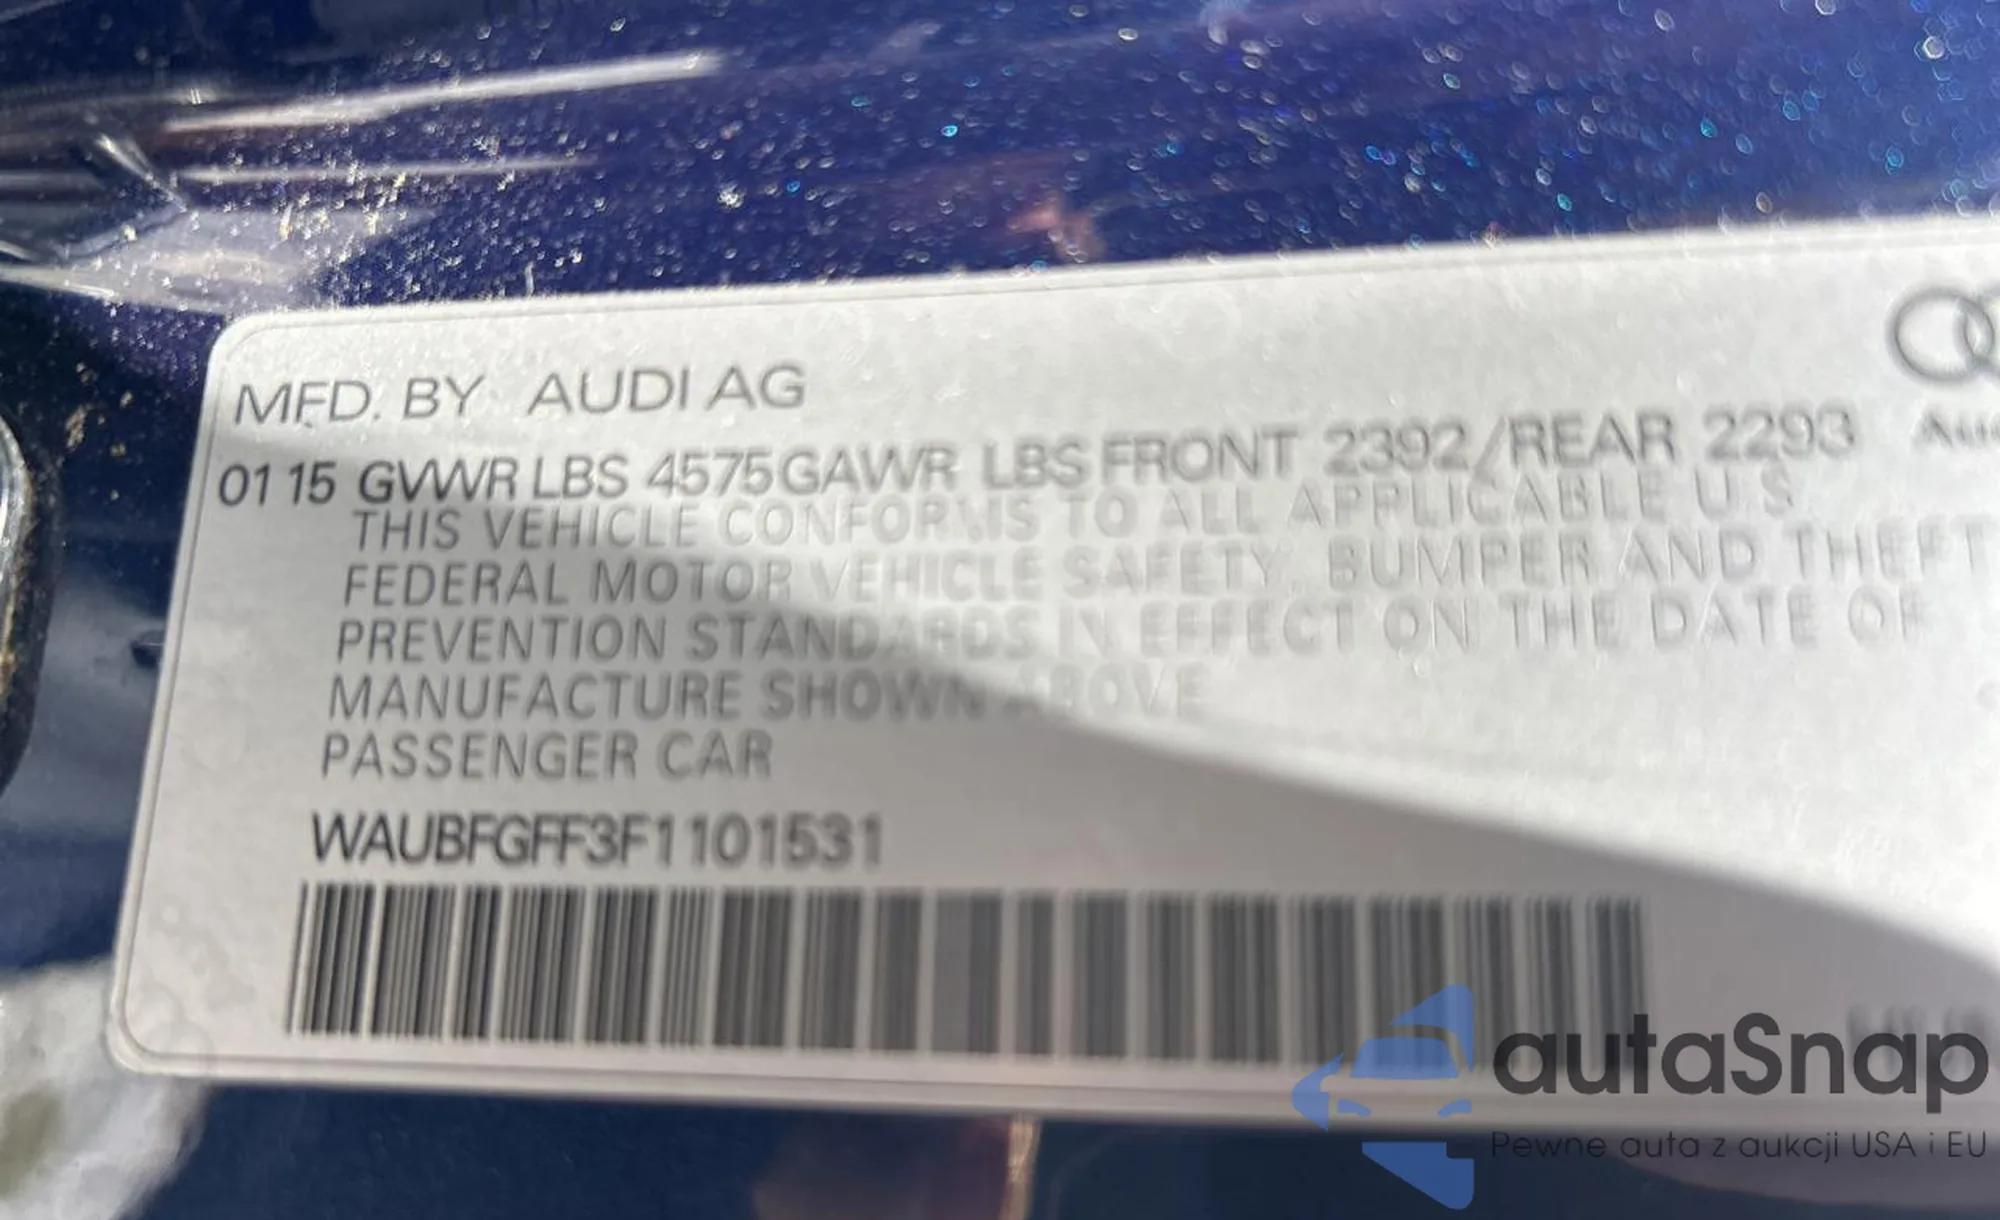 MFD. BY AUDI AG
01 15 GVWR LBS 4575 GAWR LBS FRONT 2392/REAR 2293
THIS VEHICLE CONFORMS TO ALL APPLICABLE U.S
FEDERAL MOTOR VEHICLE SAFETY, BUMPER AND THEFT
PREVENTION STANDARDS IN EFFECT ON THE DATE OF
MANUFACTURE SHOWN ABOVE
PASSENGER CAR
WAUBFGFF3F1101531
autaSnap
Pewne auta z aukcji USA i EU